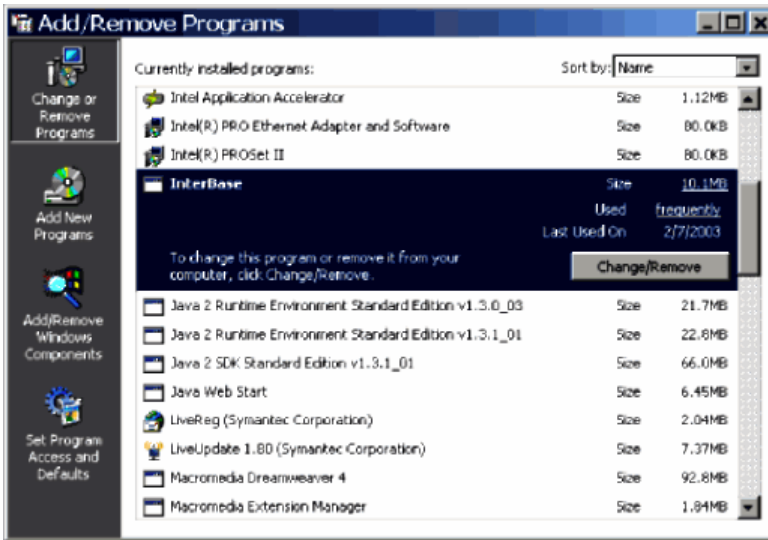 Add/Remove Programs
Change or
Remove
Programs
Add New
Programs
Add/Remove
Windows
Components
Set Program
Access and
Defaults
Currently installed programs:
Sort by: Name
Intel Application Accelerator Size 1.12MB
Intel(R) PRO Ethernet Adapter and Software Size 80.0KB
Intel(R) PROSet II Size 80.0KB
InterBase Size 10.1MB
Used frequently
Last Used On 2/7/2003
To change this program or remove it from your
computer, click Change/Remove.
Change/Remove
Java 2 Runtime Environment Standard Edition v1.3.0_03 Size 21.7MB
Java 2 Runtime Environment Standard Edition v1.3.1_01 Size 22.8MB
Java 2 SDK Standard Edition v1.3.1_01 Size 66.0MB
Java Web Start Size 6.45MB
LiveReg (Symantec Corporation) Size 2.04MB
LiveUpdate 1.80 (Symantec Corporation) Size 7.37MB
Macromedia Dreamweaver 4 Size 92.8MB
Macromedia Extension Manager Size 1.84MB